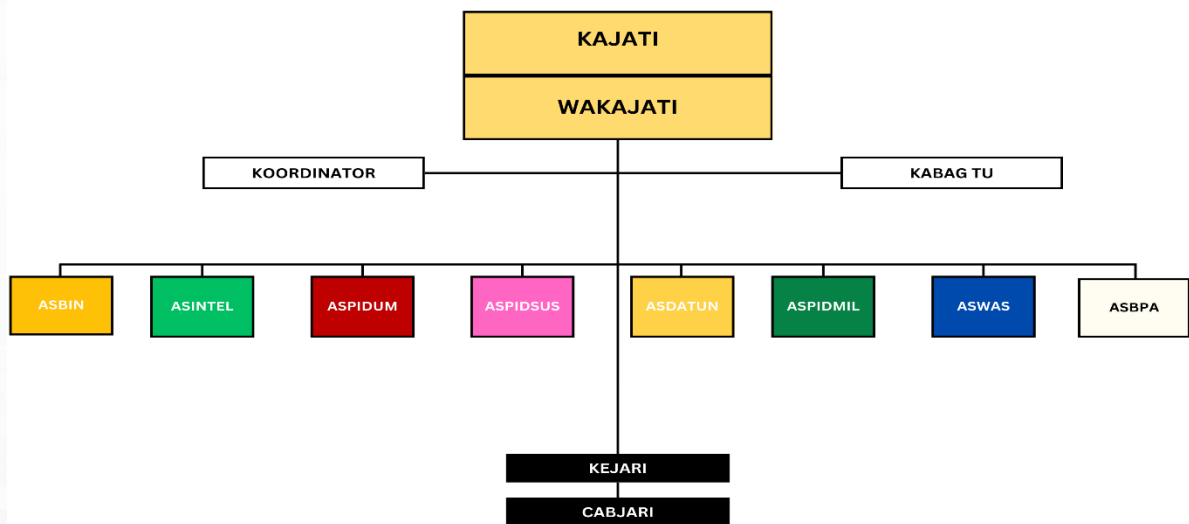 KAJATI
WAKAJATI
KOORDINATOR
KABAG TU
ASBIN
ASINTEL
ASPIDUM
ASPIDSUS
ASDATUN
ASPIDMIL
ASWAS
ASBPA
KEJARI
CABJARI